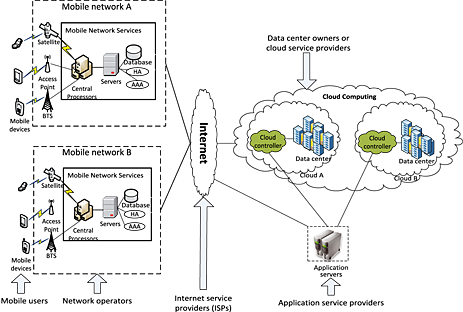 Mobile network A
Mobile Network Services
Satellite
Database
HA
AAA
Access
Point
Servers
Central
Processors
Mobile
devices
BTS
Mobile network B
Mobile Network Services
Satellite
Database
HA
AAA
Access
Point
Servers
Central
Processors
Mobile
devices
BTS
Internet
Data center owners or
cloud service providers
Cloud Computing
Cloud
controller
Data center
Cloud A
Cloud
controller
Data center
Cloud B
Application
servers
Mobile users
Network operators
Internet service
providers (ISPs)
Application service providers